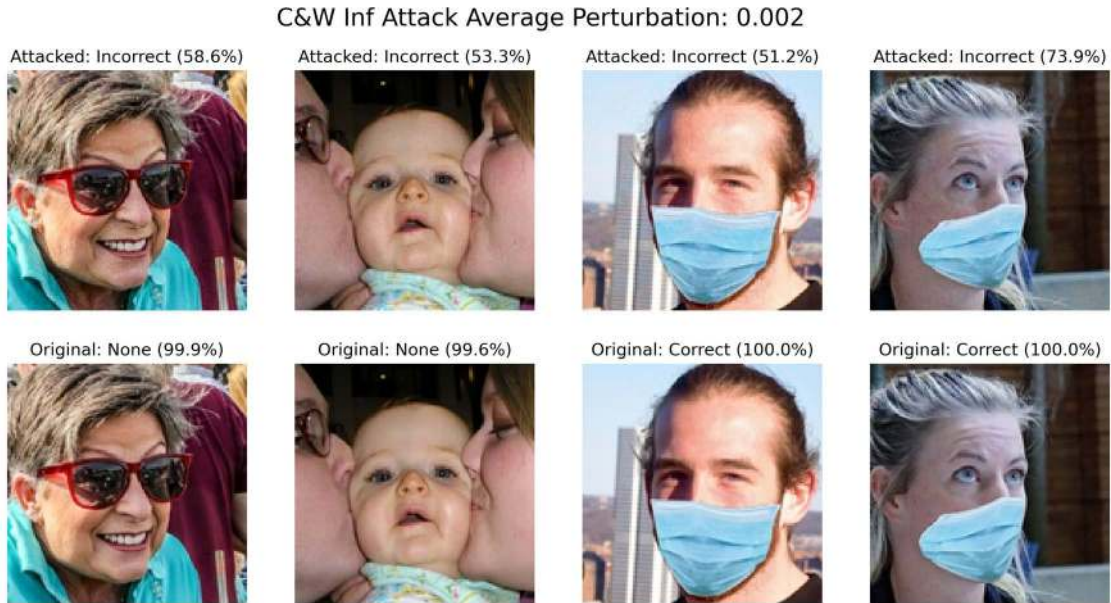 C&W Inf Attack Average Perturbation: 0.002
Attacked: Incorrect (58.6%)
Attacked: Incorrect (53.3%)
Attacked: Incorrect (51.2%)
Attacked: Incorrect (73.9%)
Original: None (99.9%)
Original: None (99.6%)
Original: Correct (100.0%)
Original: Correct (100.0%)